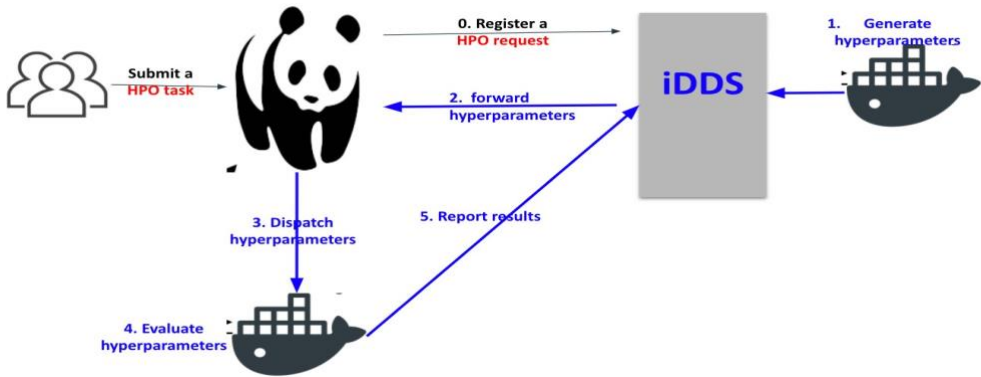 0. Register a
HPO request
1. Generate
hyperparameters
Submit a
HPO task
iDDS
2. forward
hyperparameters
5. Report results
3. Dispatch
hyperparameters
4. Evaluate
hyperparameters